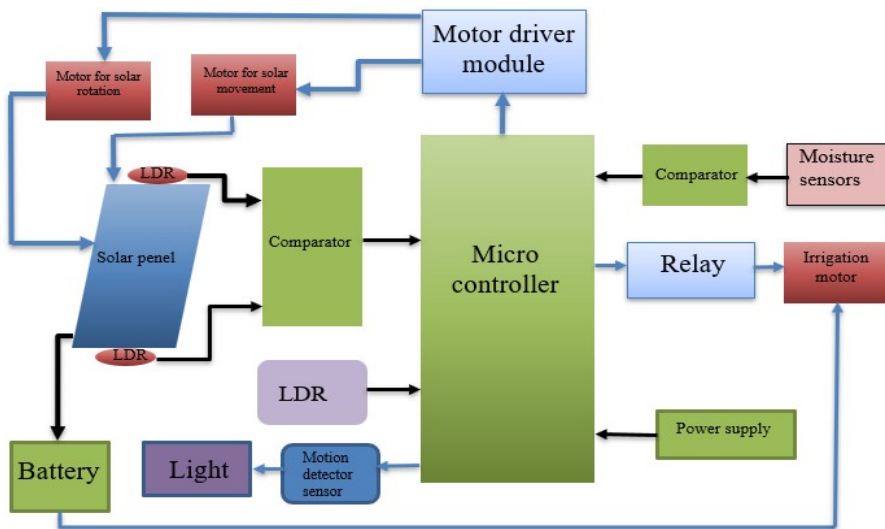 Motor driver
module
Motor for solar
rotation
Motor for solar
movement
LDR
Comparator
Moisture
sensors
Comparator
Solar penel
Micro
controller
Relay
Irrigation
motor
LDR
LDR
Power supply
Battery
Light
Motion
detector
sensor